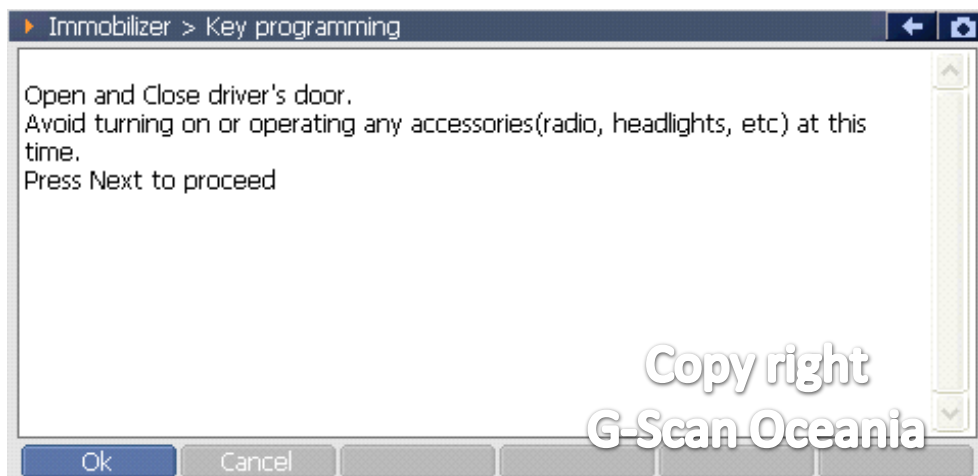 Immobilizer > Key programming
Open and Close driver's door.
Avoid turning on or operating any accessories(radio, headlights, etc) at this
time.
Press Next to proceed
Copy right
G-Scan Oceania
Ok
Cancel